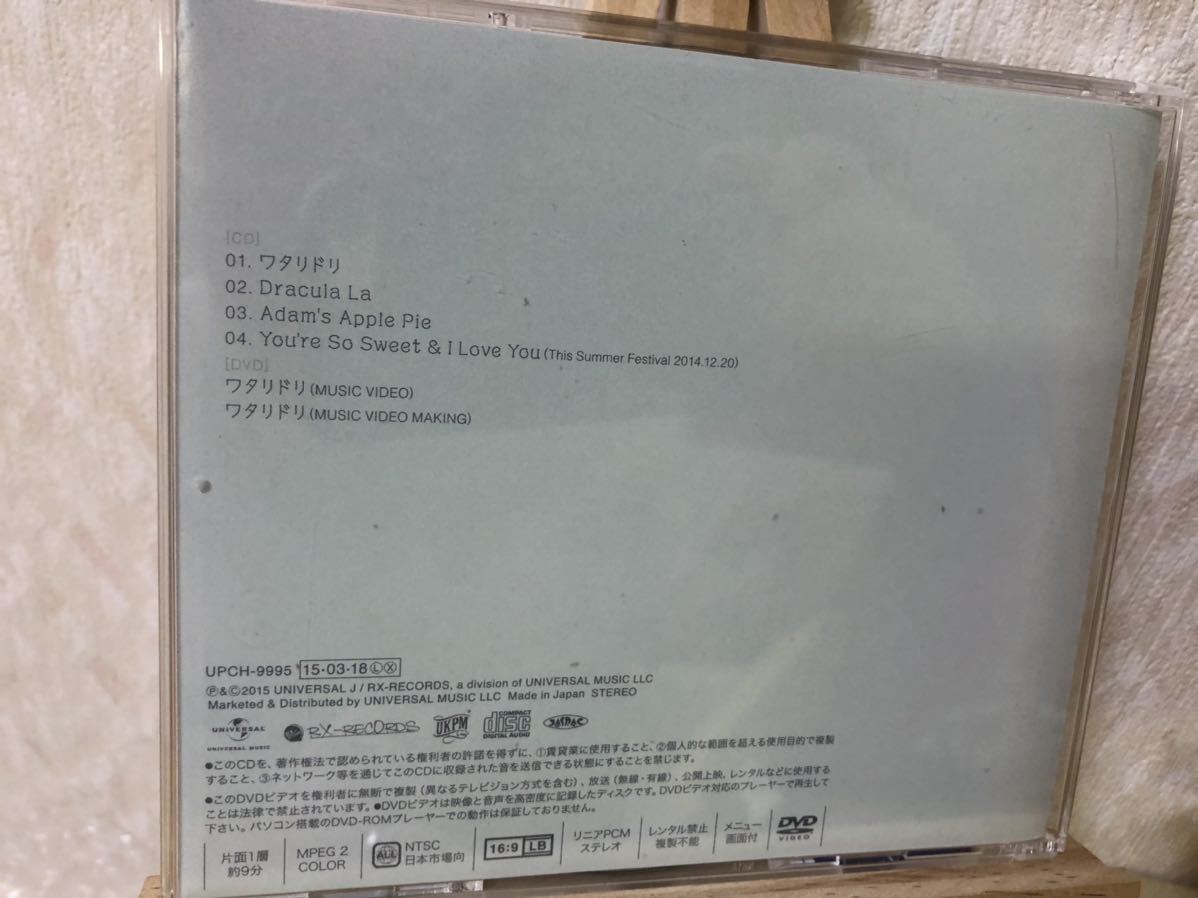 [CD]
01. ワタリドリ
02. Dracula La
03. Adam's Apple Pie
04. You're So Sweet & I Love You (This Summer Festival 2014.12.20)
[DVD]
ワタリドリ (MUSIC VIDEO)
ワタリドリ (MUSIC VIDEO MAKING)
UPCH-9995 15・03・18ⓁⓍ
Ⓟ&©2015 UNIVERSAL J / RX-RECORDS, a division of UNIVERSAL MUSIC LLC
Marketed & Distributed by UNIVERSAL MUSIC LLC Made in Japan STEREO
UNIVERSAL RX-RECORDS UKPM COMPACT disc DIGITAL AUDIO JASRAC
UNIVERSAL MUSIC
●このCDを、著作権法で認められている権利者の許諾を得ずに、①賃貸業に使用すること、②個人的な範囲を超える使用目的で複製
すること、③ネットワーク等を通じてこのCDに収録された音を送信できる状態にすることを禁じます。
●このDVDビデオを権利者に無断で複製(異なるテレビジョン方式を含む)、放送(無線・有線)、公開上映、レンタルなどに使用する
ことは法律で禁止されています。●DVDビデオは映像と音声を高密度に記録したディスクです。DVDビデオ対応のプレーヤーで再生して
下さい。パソコン搭載のDVD-ROMプレーヤーでの動作は保証しておりません。
片面1層 約9分
MPEG 2 COLOR
ALL NTSC 日本市場向
16:9 LB
リニアPCM ステレオ
レンタル禁止 複製不能
メニュー 画面付
DVD VIDEO